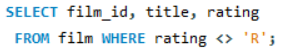 SELECT film_id, title, rating
FROM film WHERE rating <> 'R';